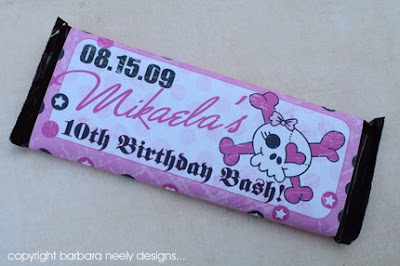 08.15.09
Mikaela's
10th Birthday Bash!
copyright barbara neely designs...